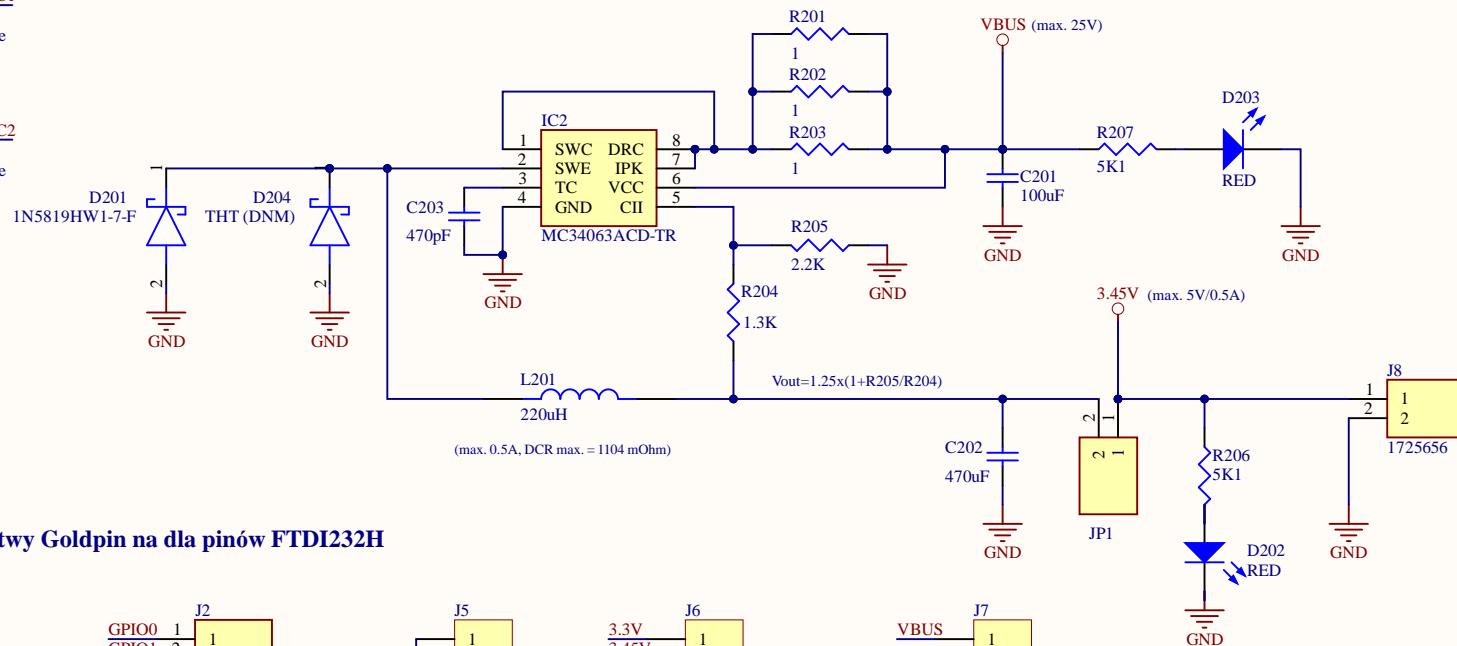 e
C2
e
R201
1
R202
1
R203
1
VBUS (max. 25V)
D203
RED
R207
5K1
IC2
1 SWC DRC 8
2 SWE IPK 7
3 TC VCC 6
4 GND CII 5
MC34063ACD-TR
1
D201
1N5819HW1-7-F
2
GND
D204
THT (DNM)
2
GND
C203
470pF
GND
R205
2.2K
GND
C201
100uF
GND
GND
R204
1.3K
3.45V (max. 5V/0.5A)
L201
220uH
(max. 0.5A, DCR max. = 1104 mOhm)
Vout=1.25x(1+R205/R204)
C202
470uF
GND
2 1
2 1
JP1
R206
5K1
D202
RED
GND
J8
1 1
2 2
1725656
GND
twy Goldpin na dla pinów FTDI232H
J2
GPIO0 1 1
GPIO1 2
J5
1
J6
3.3V 1
3.45V
J7
VBUS 1